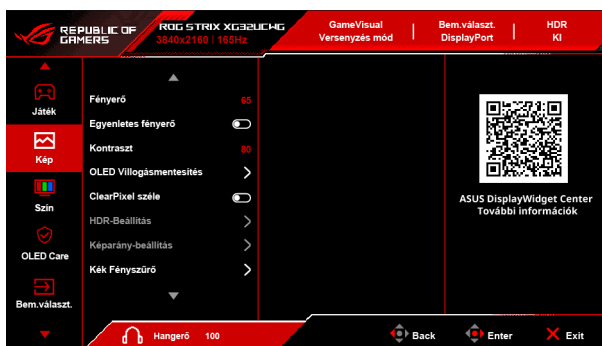 REPUBLIC OF
GAMERS
ROG STRIX XG32UCWG
3840x2160 | 165Hz
GameVisual
Versenyzés mód
Bem.választ.
DisplayPort
HDR
KI
Játék
Kép
Szín
OLED Care
Bem.választ.
Fényerő 65
Egyenletes fényerő
Kontraszt 80
OLED Villogásmentesítés
ClearPixel széle
HDR-Beállítás
Képarány-beállítás
Kék Fényszűrő
ASUS DisplayWidget Center
További információk
Hangerő 100
Back
Enter
Exit